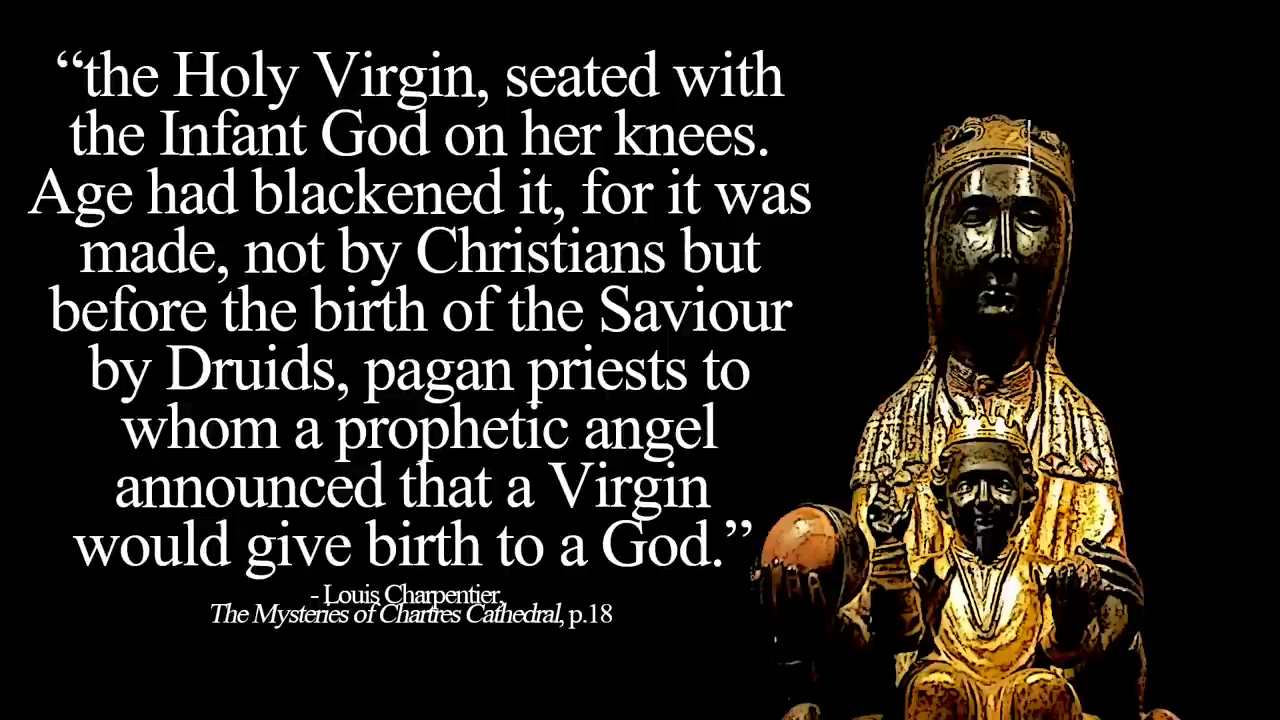 “the Holy Virgin, seated with
the Infant God on her knees.
Age had blackened it, for it was
made, not by Christians but
before the birth of the Saviour
by Druids, pagan priests to
whom a prophetic angel
announced that a Virgin
would give birth to a God.”
- Louis Charpentier,
The Mysteries of Chartres Cathedral, p.18